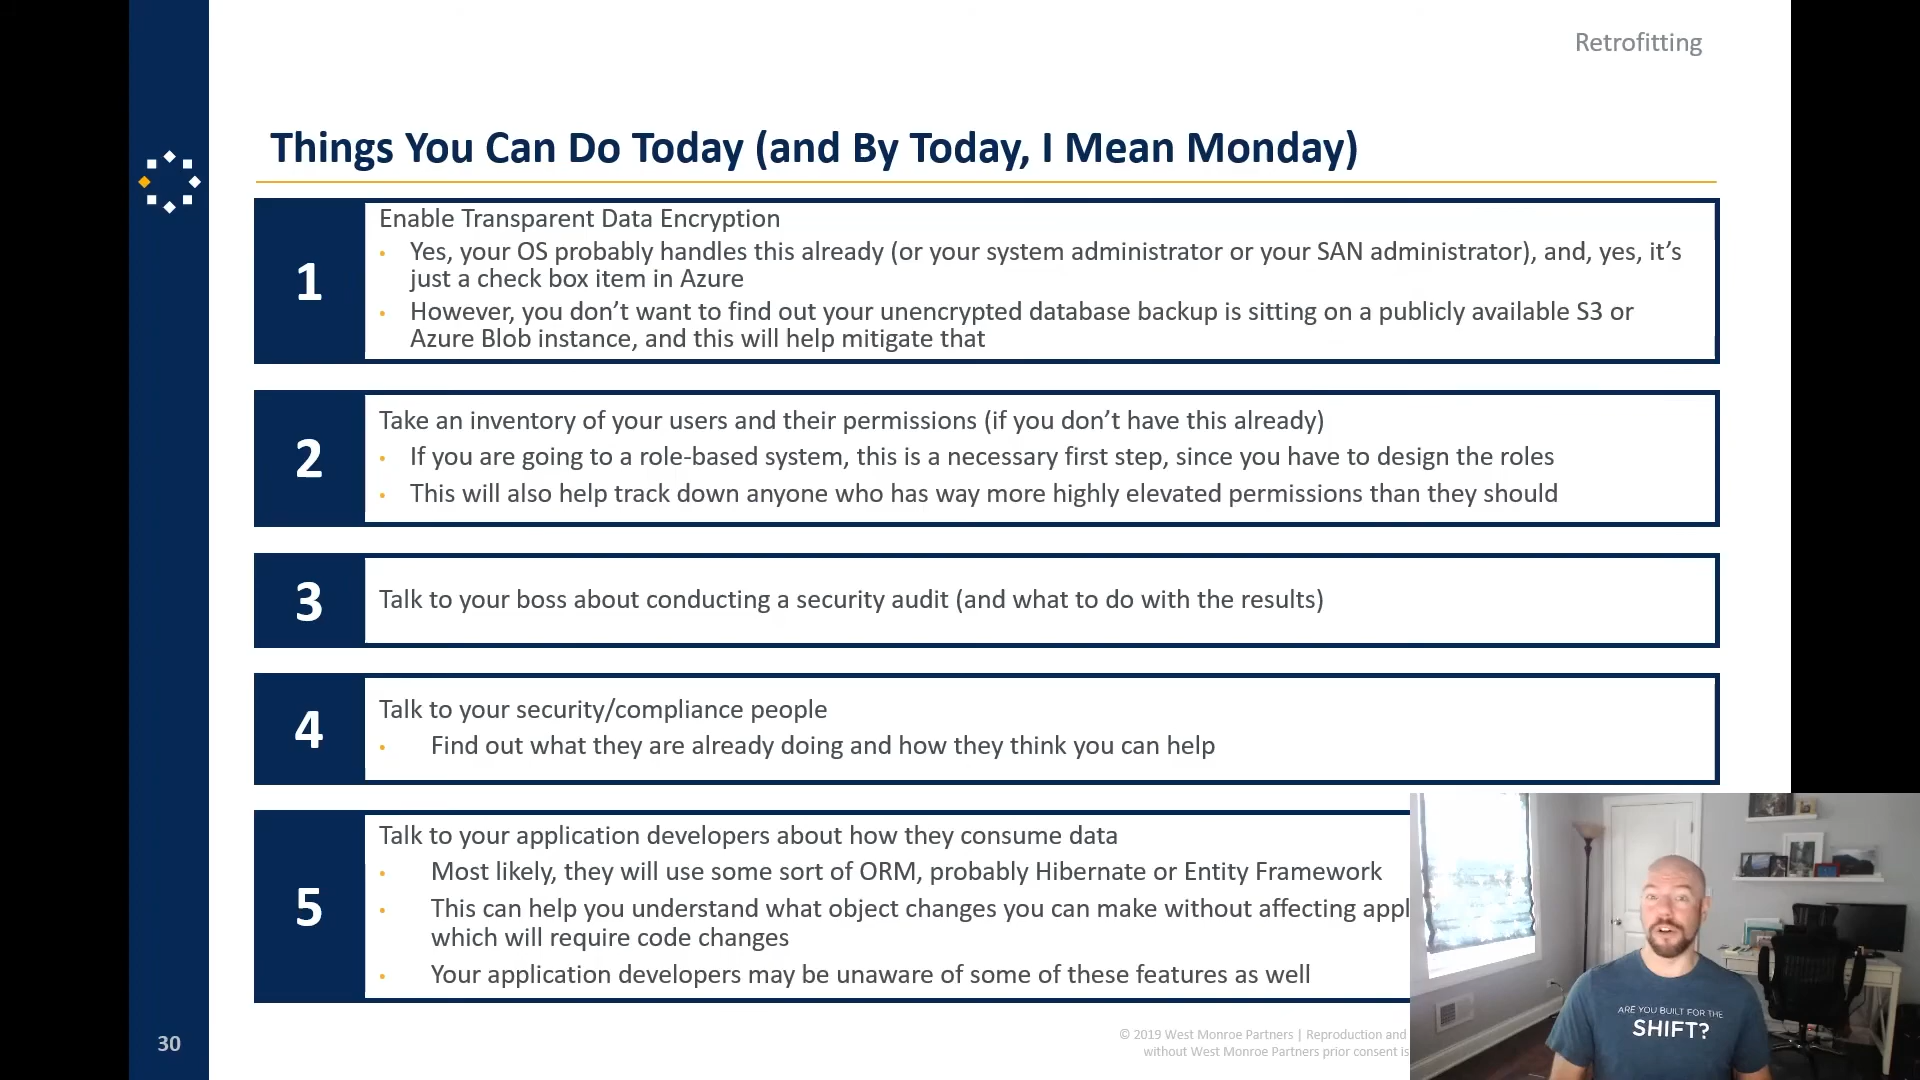 Retrofitting
Things You Can Do Today (and By Today, I Mean Monday)
1
Enable Transparent Data Encryption
• Yes, your OS probably handles this already (or your system administrator or your SAN administrator), and, yes, it’s
just a check box item in Azure
• However, you don’t want to find out your unencrypted database backup is sitting on a publicly available S3 or
Azure Blob instance, and this will help mitigate that
2
Take an inventory of your users and their permissions (if you don’t have this already)
• If you are going to a role-based system, this is a necessary first step, since you have to design the roles
• This will also help track down anyone who has way more highly elevated permissions than they should
3
Talk to your boss about conducting a security audit (and what to do with the results)
4
Talk to your security/compliance people
• Find out what they are already doing and how they think you can help
5
Talk to your application developers about how they consume data
• Most likely, they will use some sort of ORM, probably Hibernate or Entity Framework
• This can help you understand what object changes you can make without affecting appl
which will require code changes
• Your application developers may be unaware of some of these features as well
30
© 2019 West Monroe Partners | Reproduction and
without West Monroe Partners prior consent is
ARE YOU BUILT FOR THE
SHIFT?